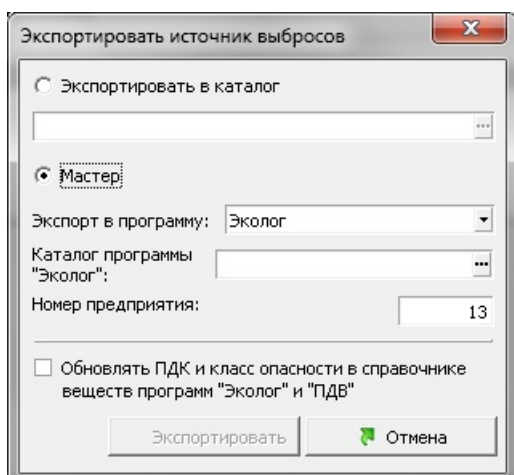 Экспортировать источник выбросов
Экспортировать в каталог
...
Мастер
Экспорт в программу: Эколог
Каталог программы
"Эколог": ...
Номер предприятия: 13
Обновлять ПДК и класс опасности в справочнике
веществ программ "Эколог" и "ПДВ"
Экспортировать Отмена